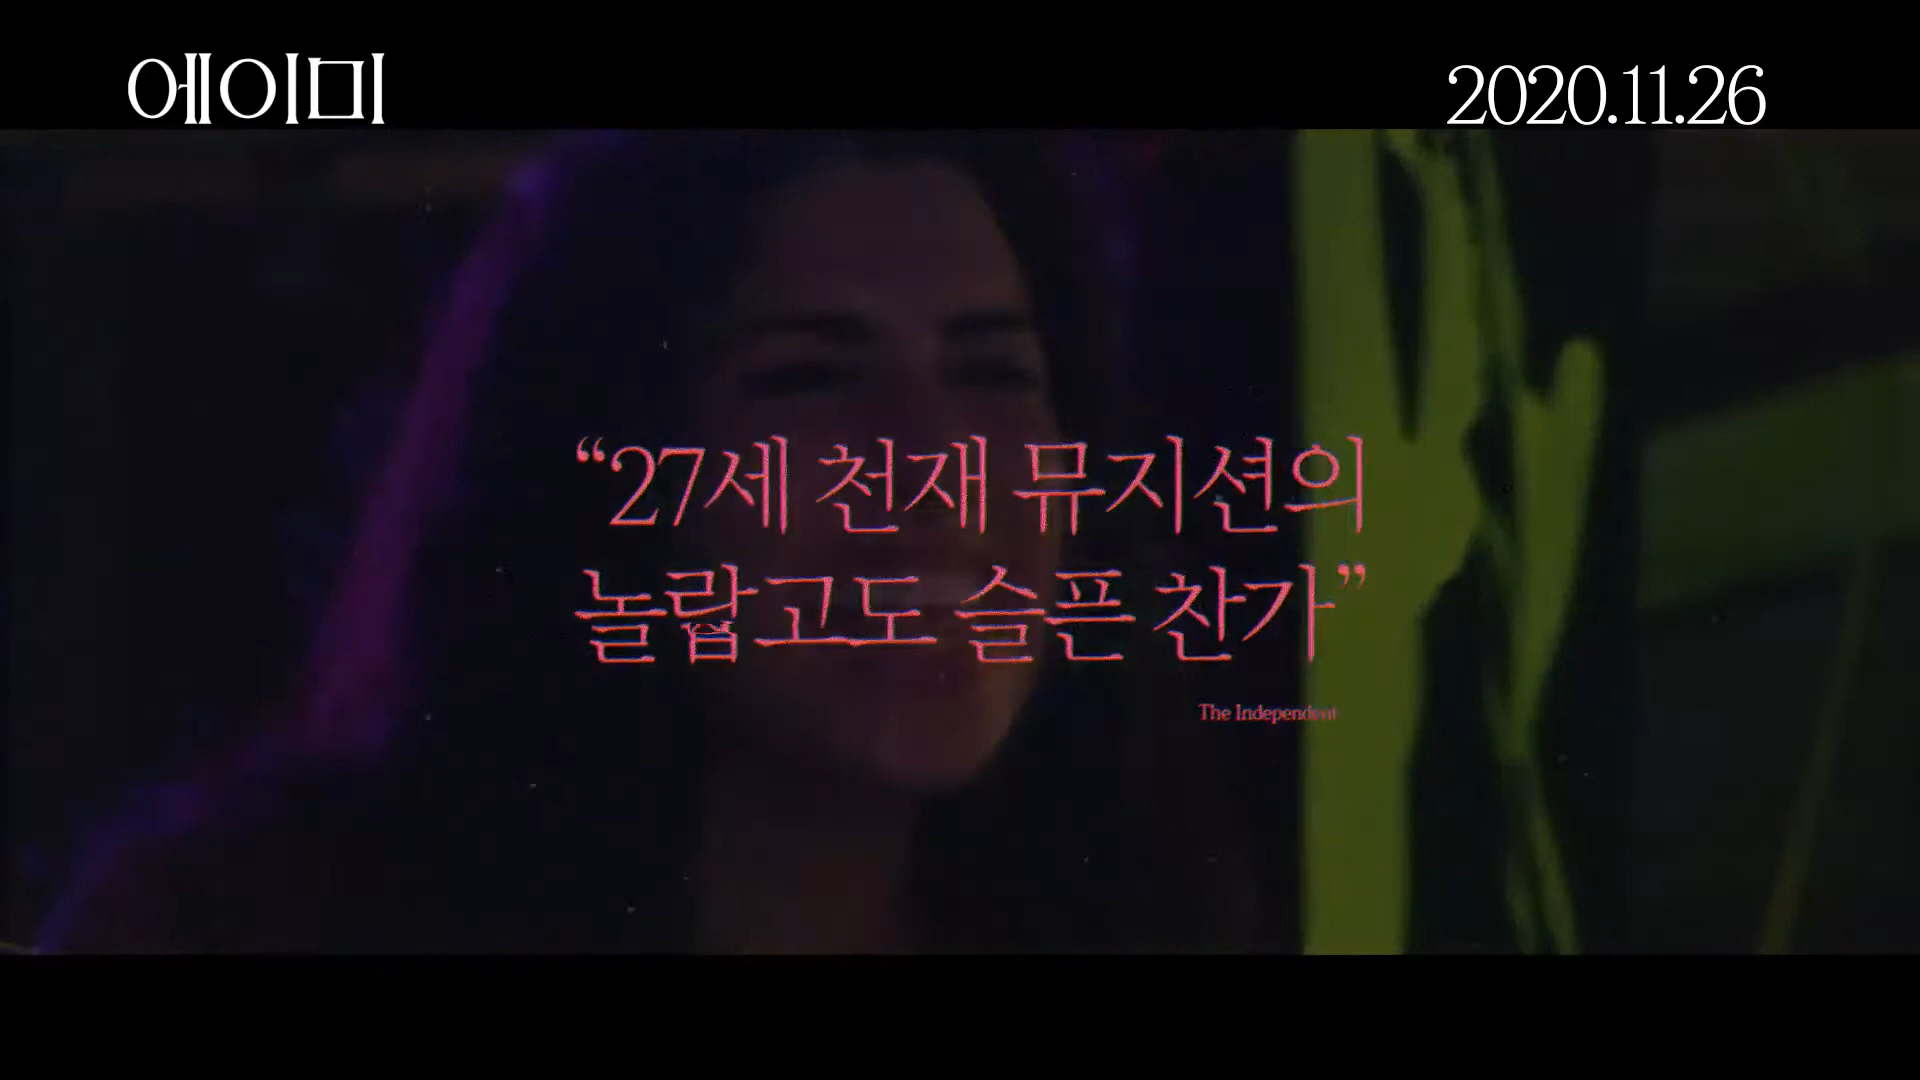 에이미
2020.11.26
“27세 천재 뮤지션의
놀랍고도 슬픈 찬가”
The Independent